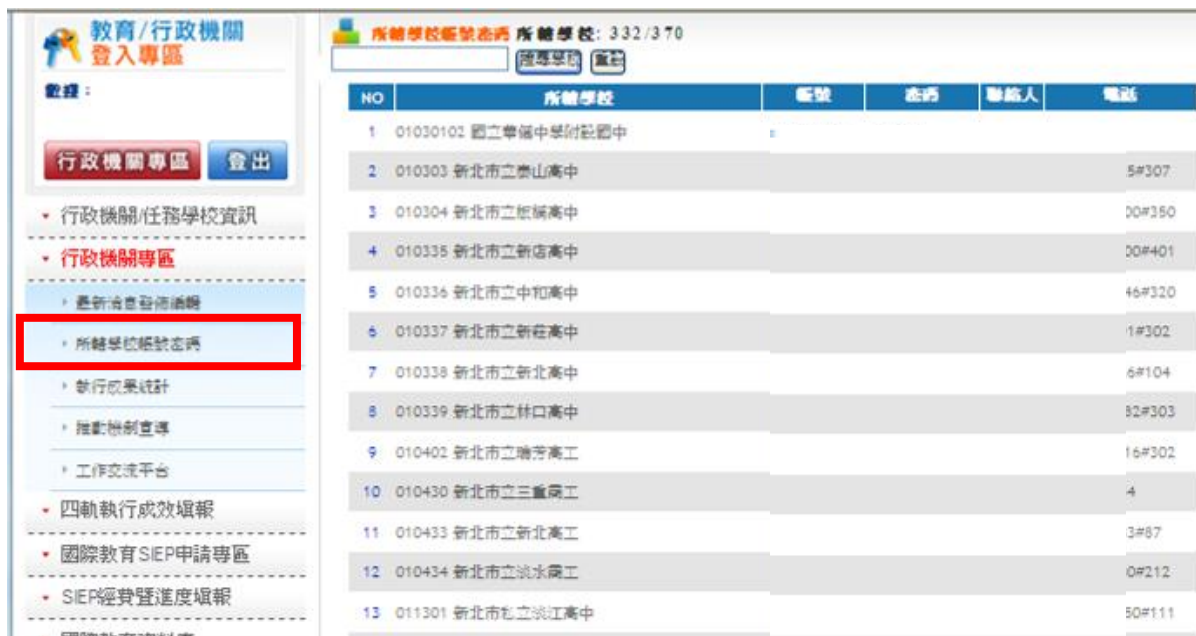 教育/行政機關
登入專區
歡迎：
行政機關專區 登出
行政機關/任務學校資訊
行政機關專區
最新消息發佈編輯
所轄學校帳號密碼
執行成果統計
推動機制宣導
工作交流平台
四軌執行成效填報
國際教育SIEP申請專區
SIEP經費暨進度填報
所轄學校帳號密碼 所轄學校: 332/370
搜尋學校 重設
NO 所轄學校 帳號 密碼 聯絡人 電話
1 01030102 國立華僑中學附設國中
2 010303 新北市立泰山高中 5#307
3 010304 新北市立板橋高中 00#350
4 010335 新北市立新店高中 00#401
5 010336 新北市立中和高中 46#320
6 010337 新北市立新莊高中 1#302
7 010338 新北市立新北高中 6#104
8 010339 新北市立林口高中 82#303
9 010402 新北市立瑞芳高工 16#302
10 010430 新北市立三重商工 4
11 010433 新北市立新北高工 3#87
12 010434 新北市立淡水商工 0#212
13 011301 新北市私立淡江高中 50#111